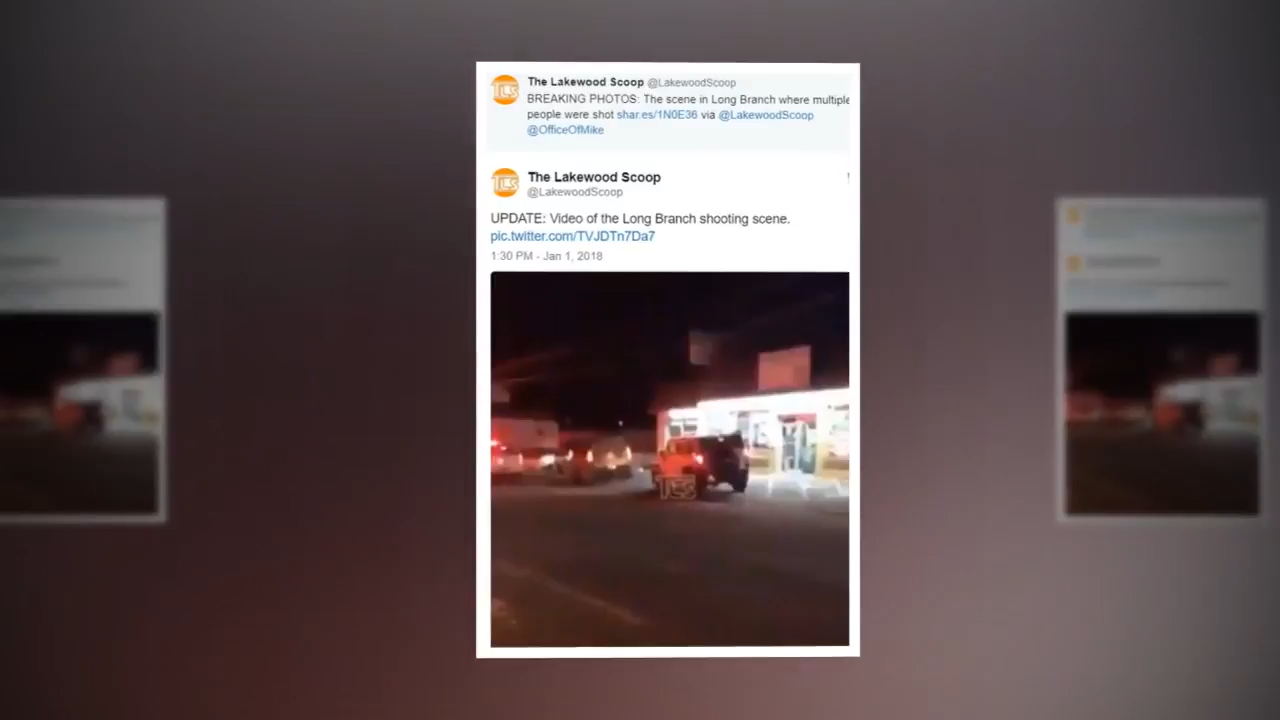 The Lakewood Scoop @LakewoodScoop
BREAKING PHOTOS: The scene in Long Branch where multiple
people were shot shar.es/1N0E36 via @LakewoodScoop
@OfficeOfMike
The Lakewood Scoop
@LakewoodScoop
UPDATE: Video of the Long Branch shooting scene.
pic.twitter.com/TVJDTn7Da7
1:30 PM - Jan 1, 2018
TLS